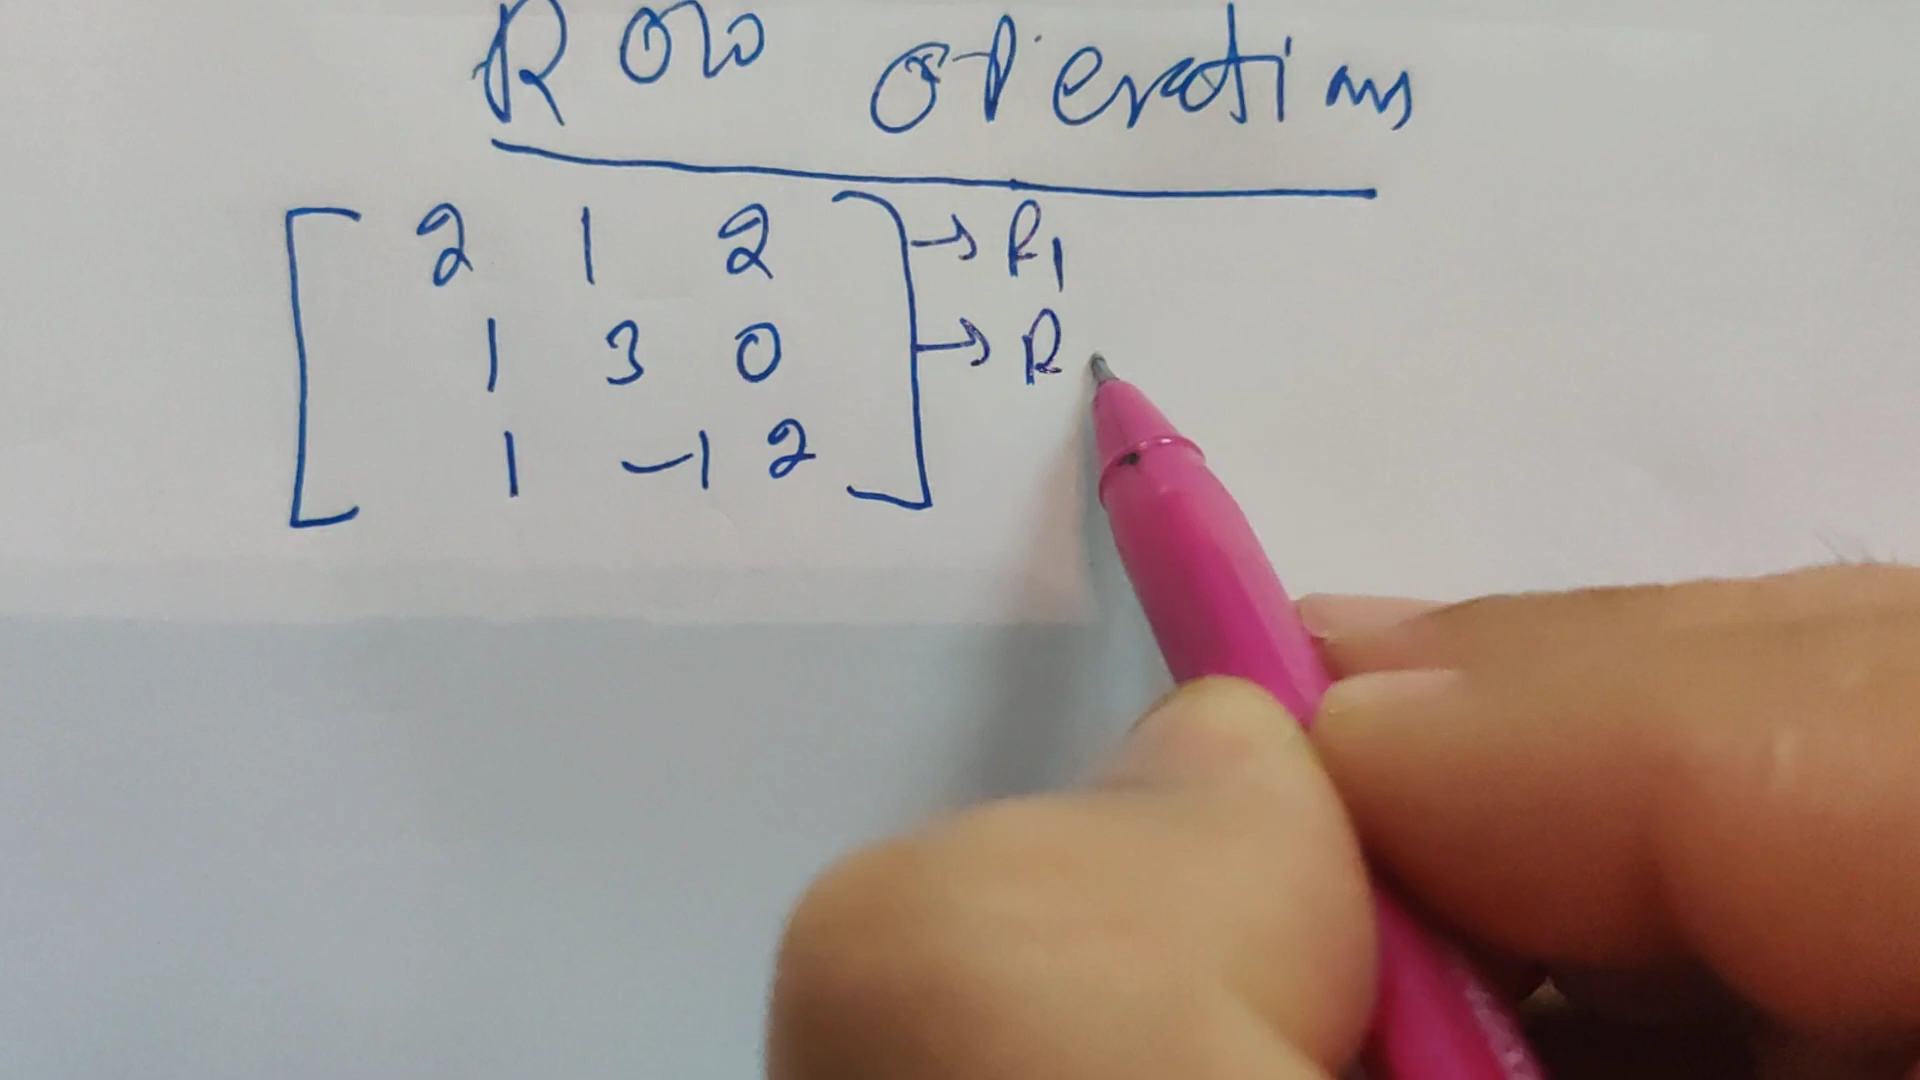 Row operations
2 1 2 → R1
1 3 0 → R
1 -1 2